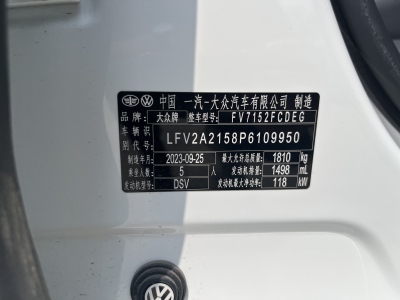 中国 一汽-大众汽车有限公司 制造
大众牌 整车型号 FV7152FCDEG
车辆识别代号: LFV2A2158P6109950
制造年月 2023-09-25 最大允许总质量 1810 kg
乘坐人数 5 人 发动机排量 1498 mL
发动机型号 DSV 发动机最大净功率 118 kW